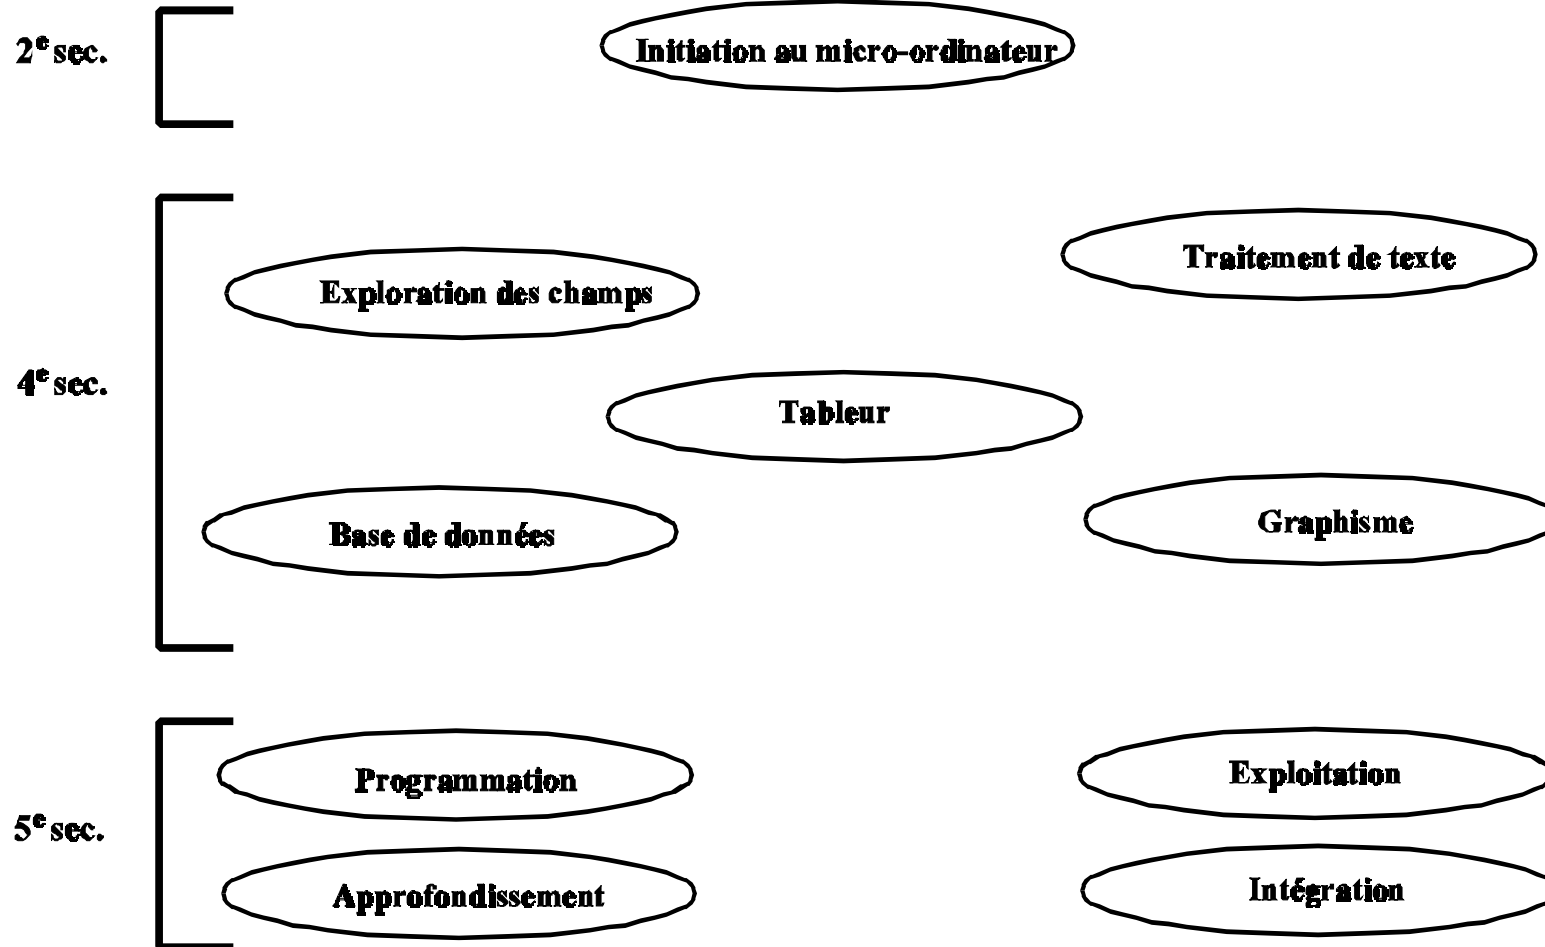 2e sec.
Initiation au micro-ordinateur
4e sec.
Traitement de texte
Exploration des champs
Tableur
Base de données
Graphisme
5e sec.
Programmation
Exploitation
Approfondissement
Intégration